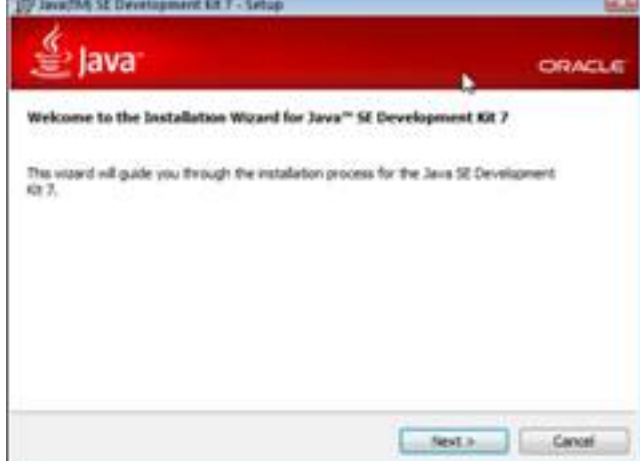 Java(TM) SE Development Kit 7 - Setup
Java™
ORACLE
Welcome to the Installation Wizard for Java™ SE Development Kit 7
This wizard will guide you through the installation process for the Java SE Development
Kit 7.
Next >
Cancel